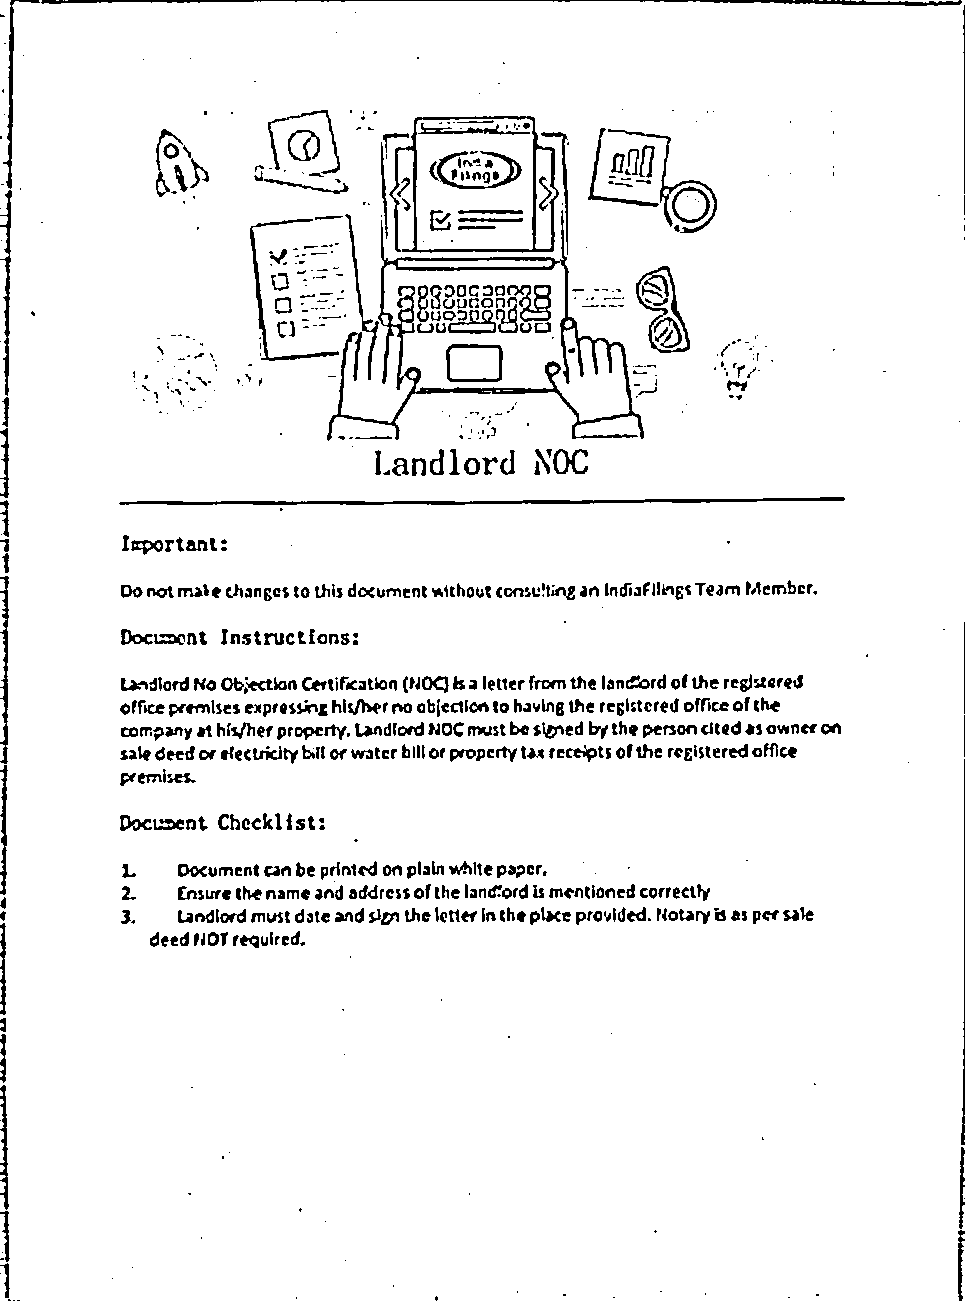 India
Filings
Landlord NOC
Important:
Do not make changes to this document without consulting an IndiaFilings Team Member.
Document Instructions:
Landlord No Objection Certification (NOC) is a letter from the landlord of the registered
office premises expressing his/her no objection to having the registered office of the
company at his/her property. Landlord NOC must be signed by the person cited as owner on
sale deed or electricity bill or water bill or property tax receipts of the registered office
premises.
Document Checklist:
1. Document can be printed on plain white paper.
2. Ensure the name and address of the landlord is mentioned correctly
3. Landlord must date and sign the letter in the place provided. Notary is as per sale
deed NOT required.